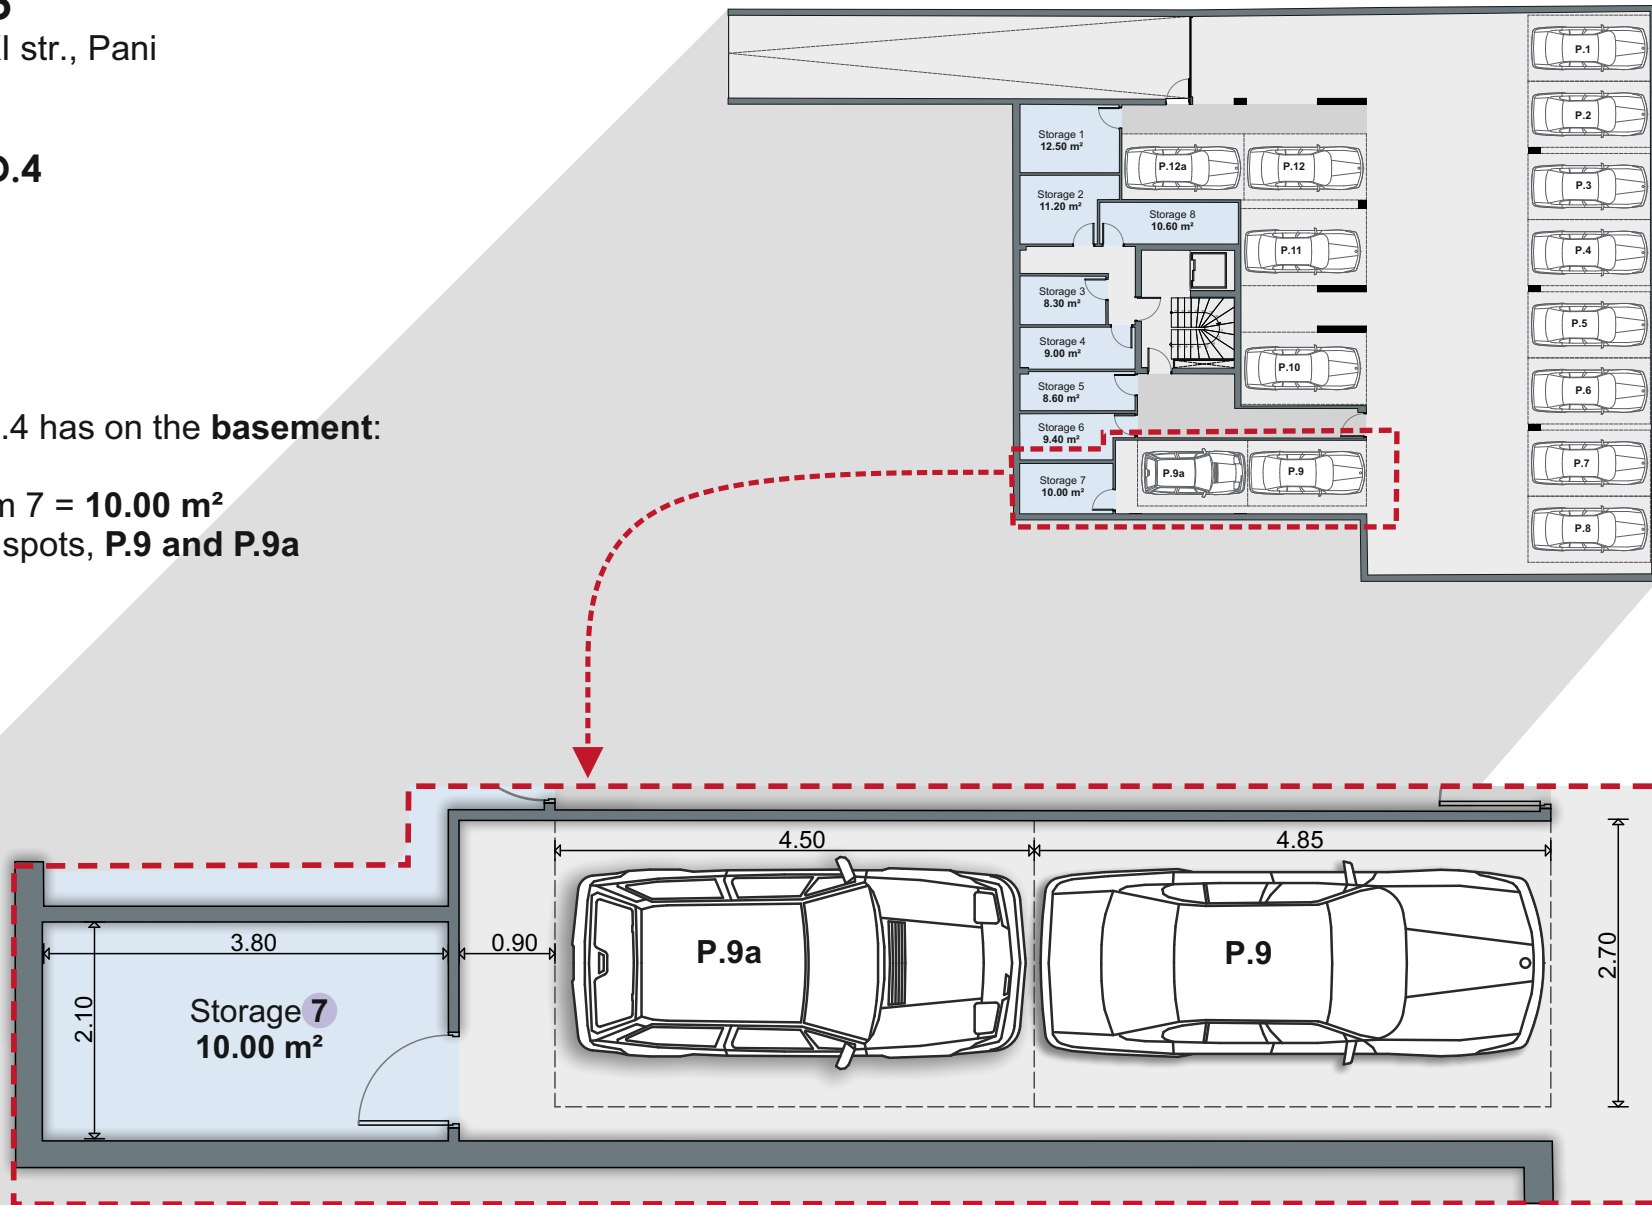 str., Pani
.4
.4 has on the basement:
7 = 10.00 m²
spots, P.9 and P.9a
P.1
P.2
P.3
P.4
P.5
P.6
P.7
P.8
Storage 1
12.50 m²
P.12a
P.12
Storage 2
11.20 m²
Storage 8
10.60 m²
P.11
Storage 3
8.30 m²
Storage 4
9.00 m²
P.10
Storage 5
8.60 m²
Storage 6
9.40 m²
P.9a
P.9
Storage 7
10.00 m²
4.50
4.85
3.80
0.90
P.9a
P.9
2.70
2.10
Storage 7
10.00 m²